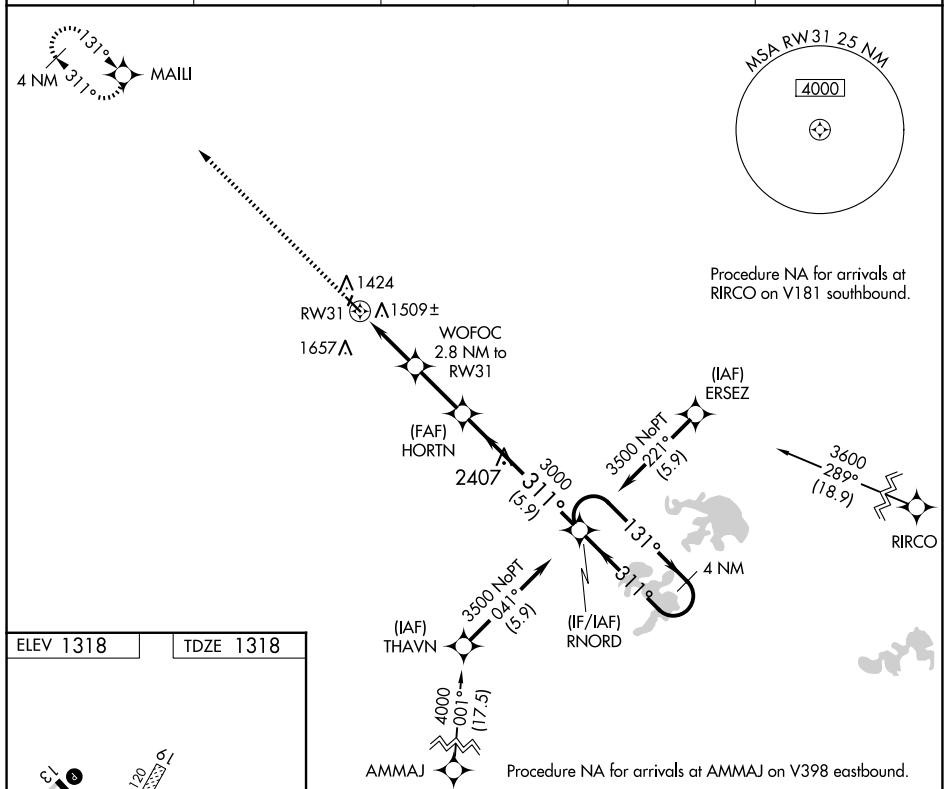 131°
4 NM
311°
MAILI
MSA RW31 25 NM
4000
Procedure NA for arrivals at
RIRCO on V181 southbound.
1424
RW31
1509±
1657
WOFOC
2.8 NM to
RW31
(FAF)
HORTN
2407
3000
311°
(5.9)
(IAF)
ERSEZ
3500 NoPT
221°
(5.9)
3600
289°
(18.9)
RIRCO
131°
4 NM
311°
(IF/IAF)
RNORD
3500 NoPT
041°
(5.9)
(IAF)
THAVN
4000
001°
(17.5)
AMMAJ
Procedure NA for arrivals at AMMAJ on V398 eastbound.
ELEV 1318
TDZE 1318
13
P
120
19